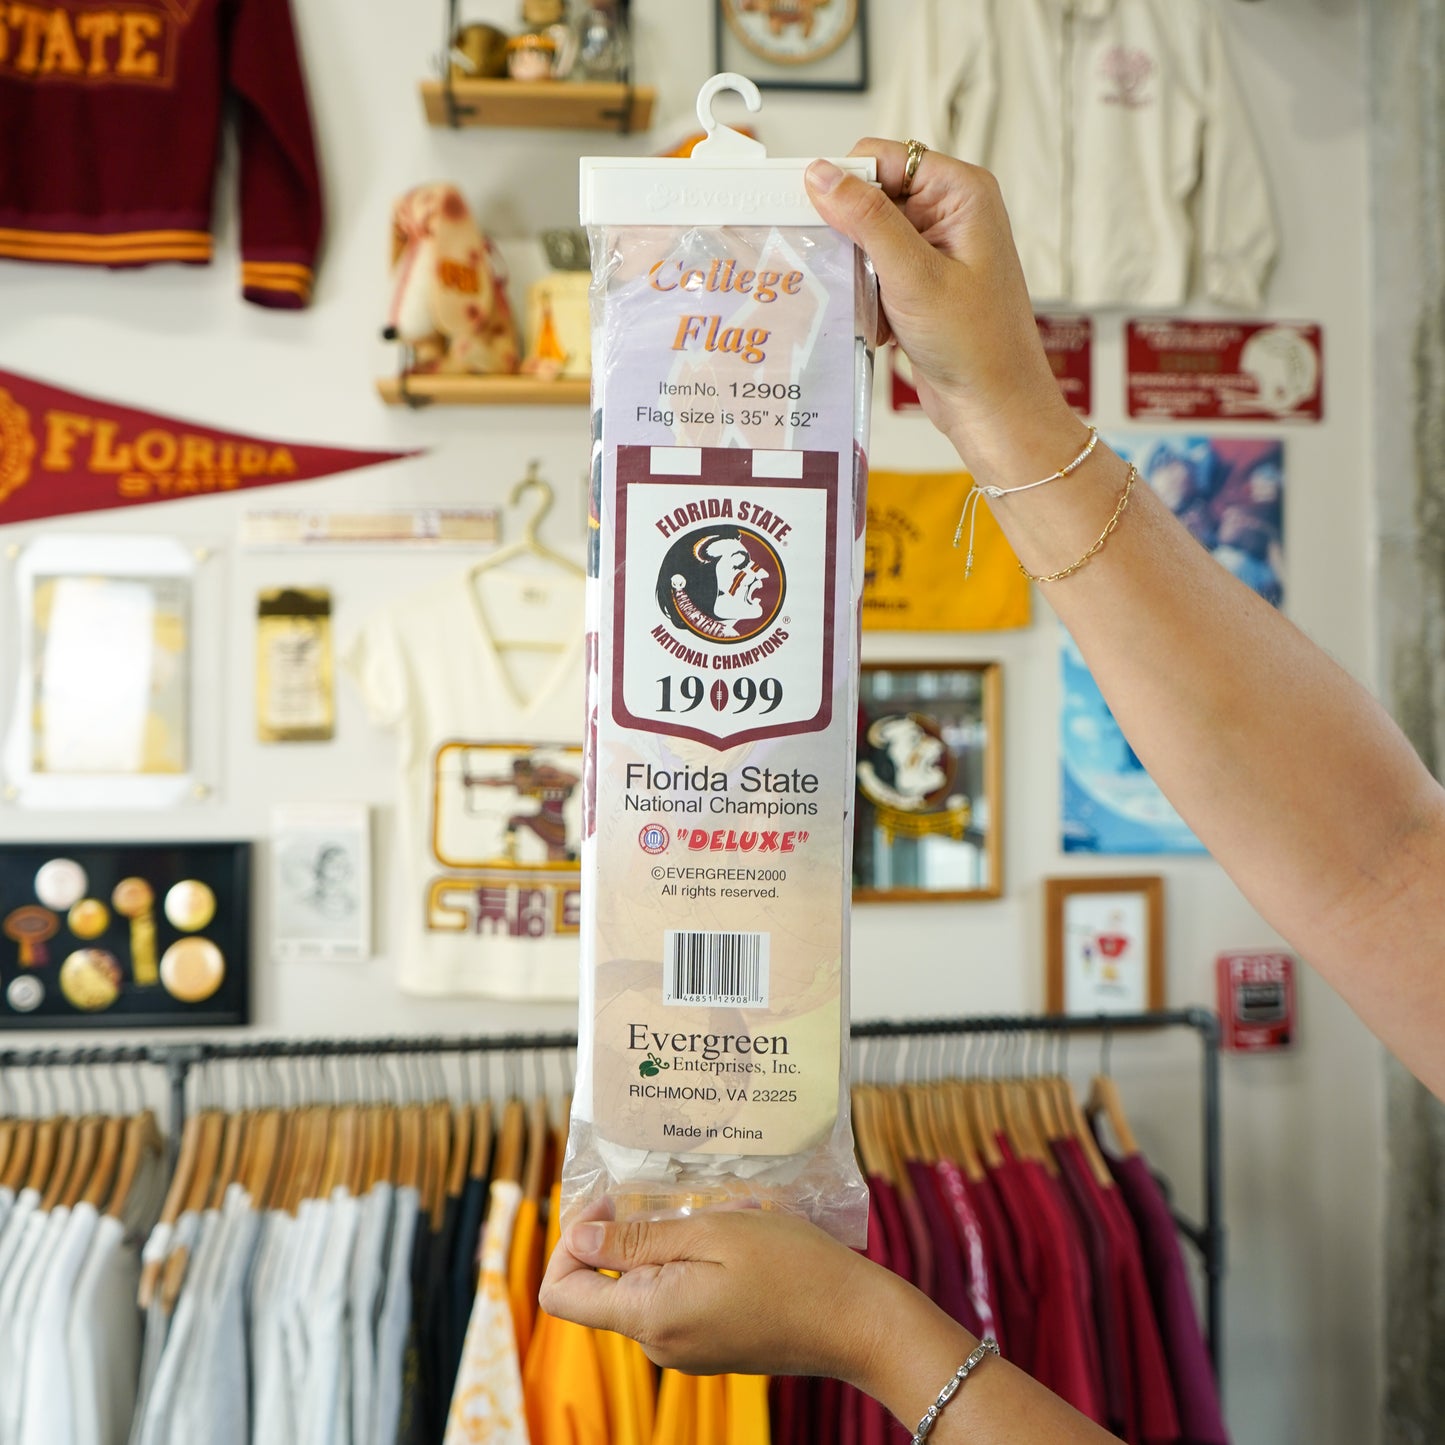 STATE
Evergreen
College
Flag
Item No. 12908
Flag size is 35" x 52"
FLORIDA STATE
FLORIDA
STATE
NATIONAL CHAMPIONS
1999
Florida State
National Champions
"DELUXE"
©EVERGREEN2000
All rights reserved.
7 46851 12908 7
Evergreen
Enterprises, Inc.
RICHMOND, VA 23225
Made in China
FIRE